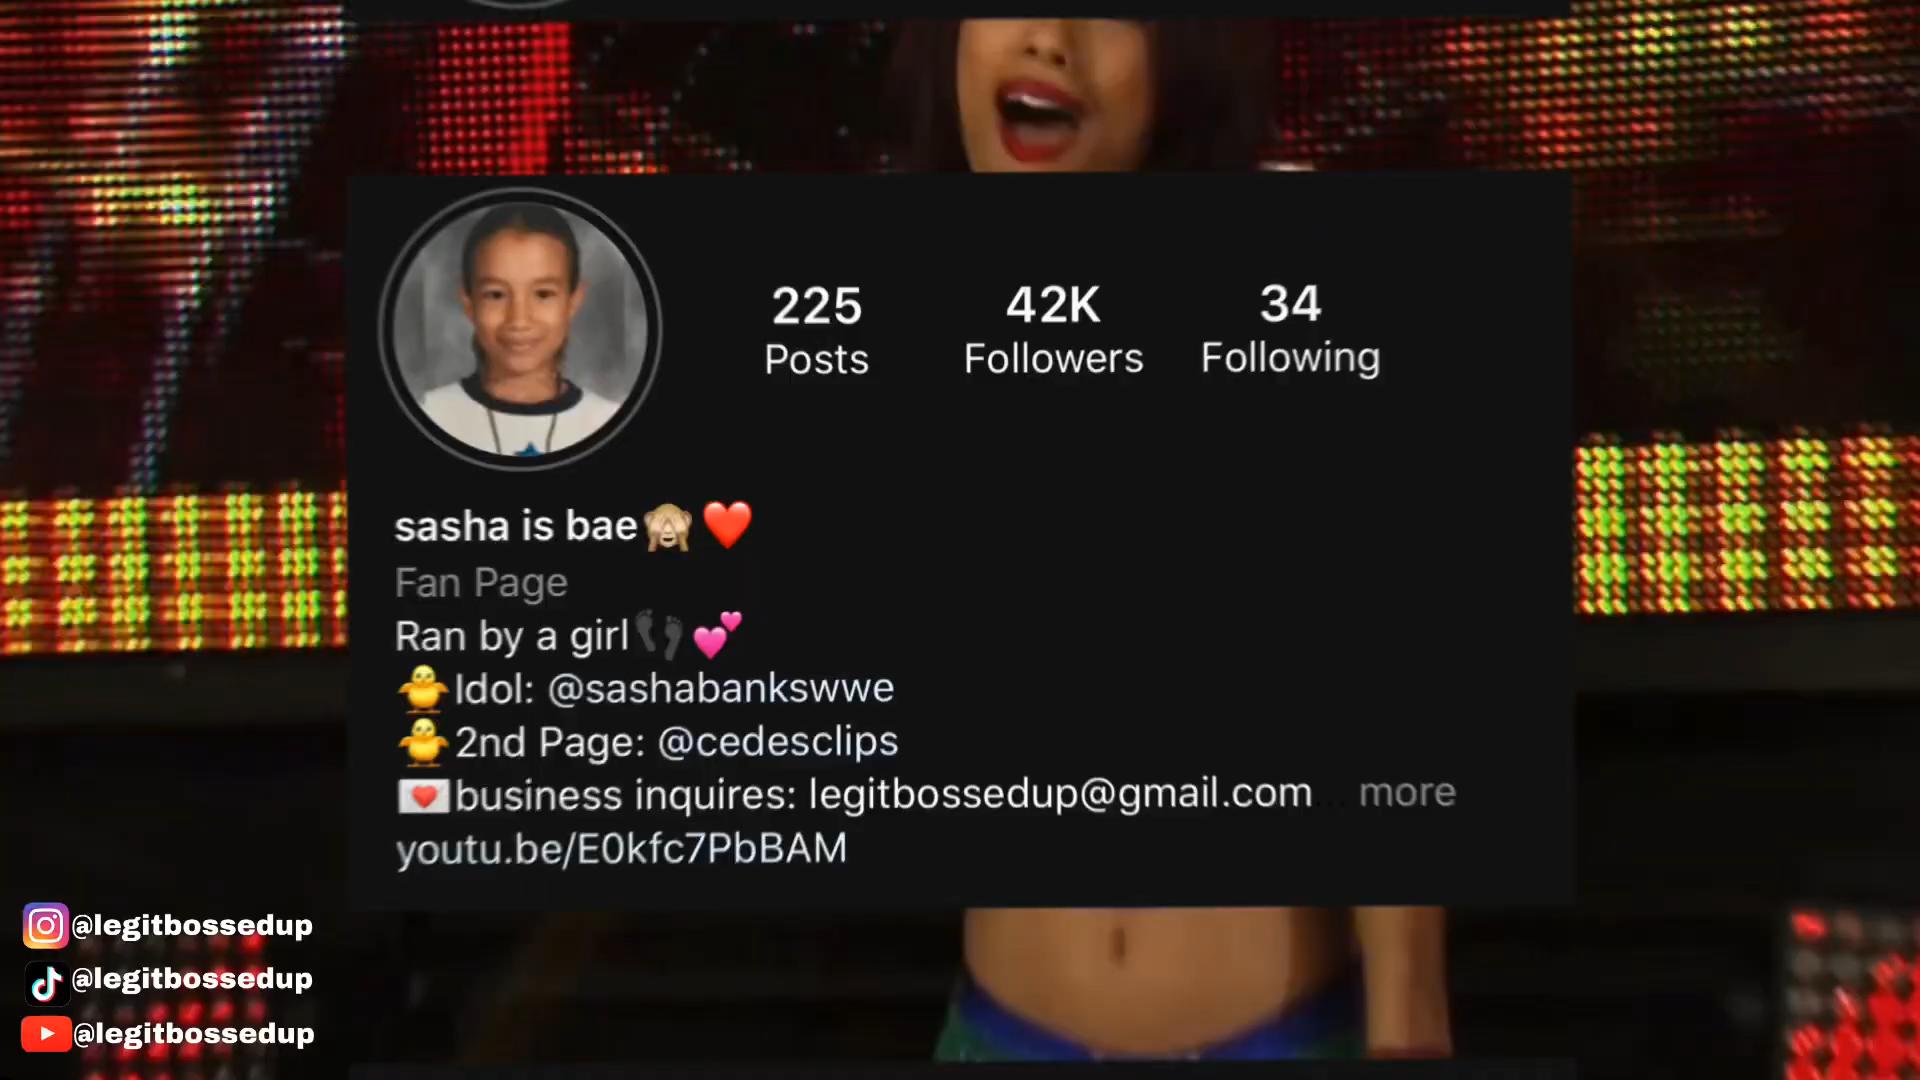 225 42K 34
Posts Followers Following
sasha is bae🙈❤️
Fan Page
Ran by a girl👣💕
🐥Idol: @sashabankswwe
🐥2nd Page: @cedesclips
💌business inquires: legitbossedup@gmail.com... more
youtu.be/E0kfc7PbBAM
@legitbossedup
@legitbossedup
@legitbossedup